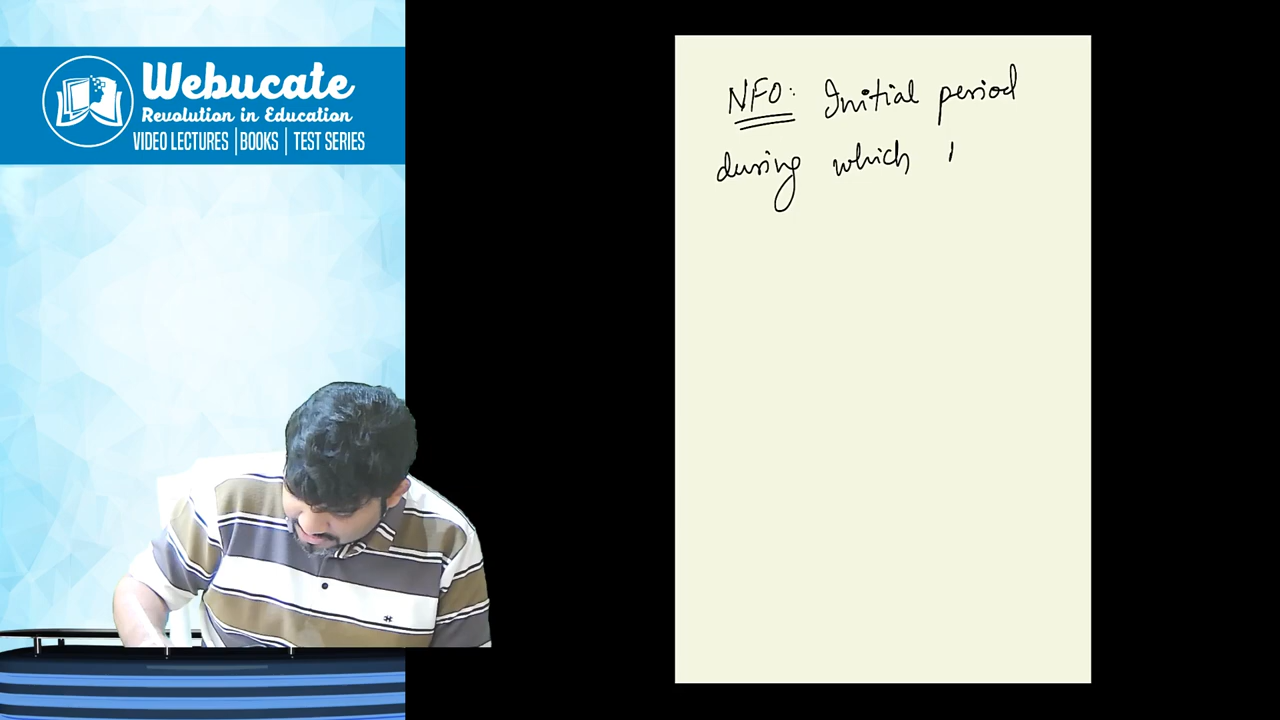 Webucate
Revolution in Education
VIDEO LECTURES | BOOKS | TEST SERIES
NFO: Initial period
during which